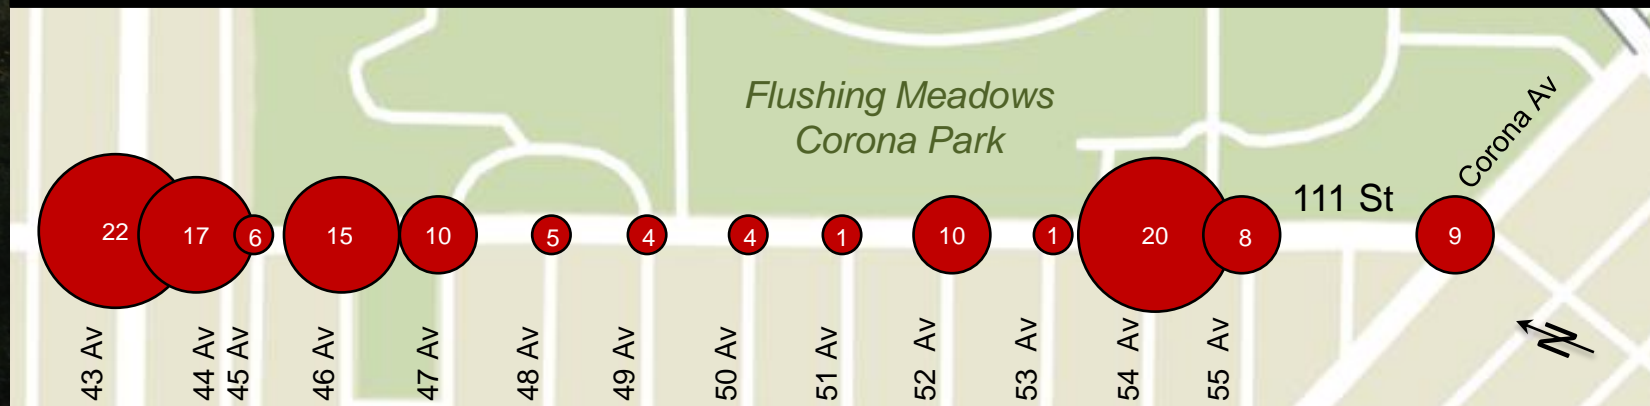 Flushing Meadows
Corona Park
Corona Av
111 St
22
17
6
15
10
5
4
4
1
10
1
20
8
9
43 Av
44 Av
45 Av
46 Av
47 Av
48 Av
49 Av
50 Av
51 Av
52 Av
53 Av
54 Av
55 Av
N